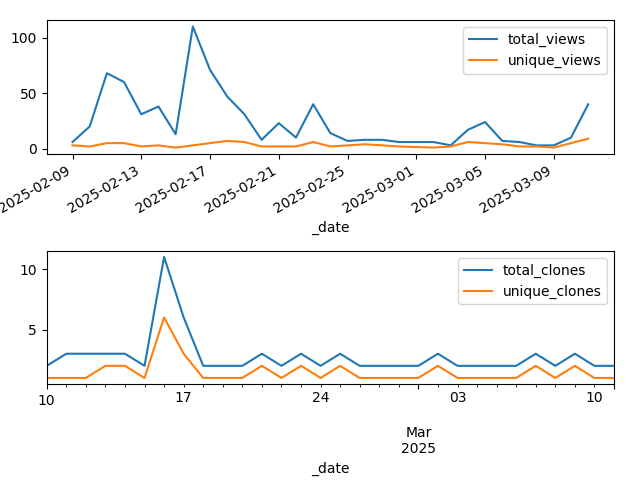 100
50
0
total_views
unique_views
2025-02-09
2025-02-13
2025-02-17
2025-02-21
2025-02-25
2025-03-01
2025-03-05
2025-03-09
_date
10
5
total_clones
unique_clones
10
17
24
03
10
Mar
2025
_date